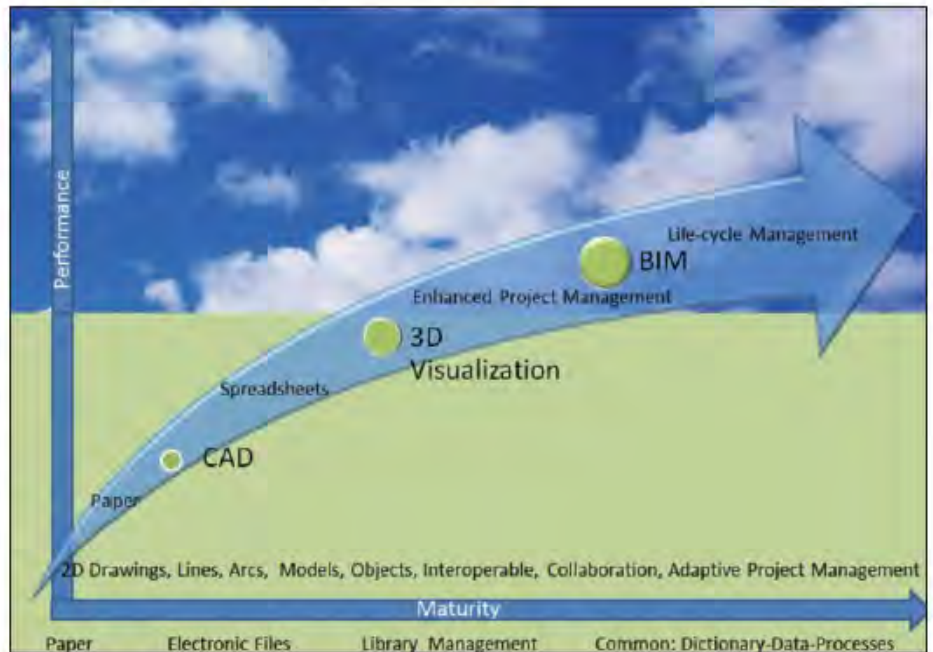 Performance
Life-cycle Management
BIM
Enhanced Project Management
3D
Visualization
Spreadsheets
CAD
Paper
2D Drawings, Lines, Arcs, Models, Objects, Interoperable, Collaboration, Adaptive Project Management
Maturity
Paper Electronic Files Library Management Common: Dictionary-Data-Processes